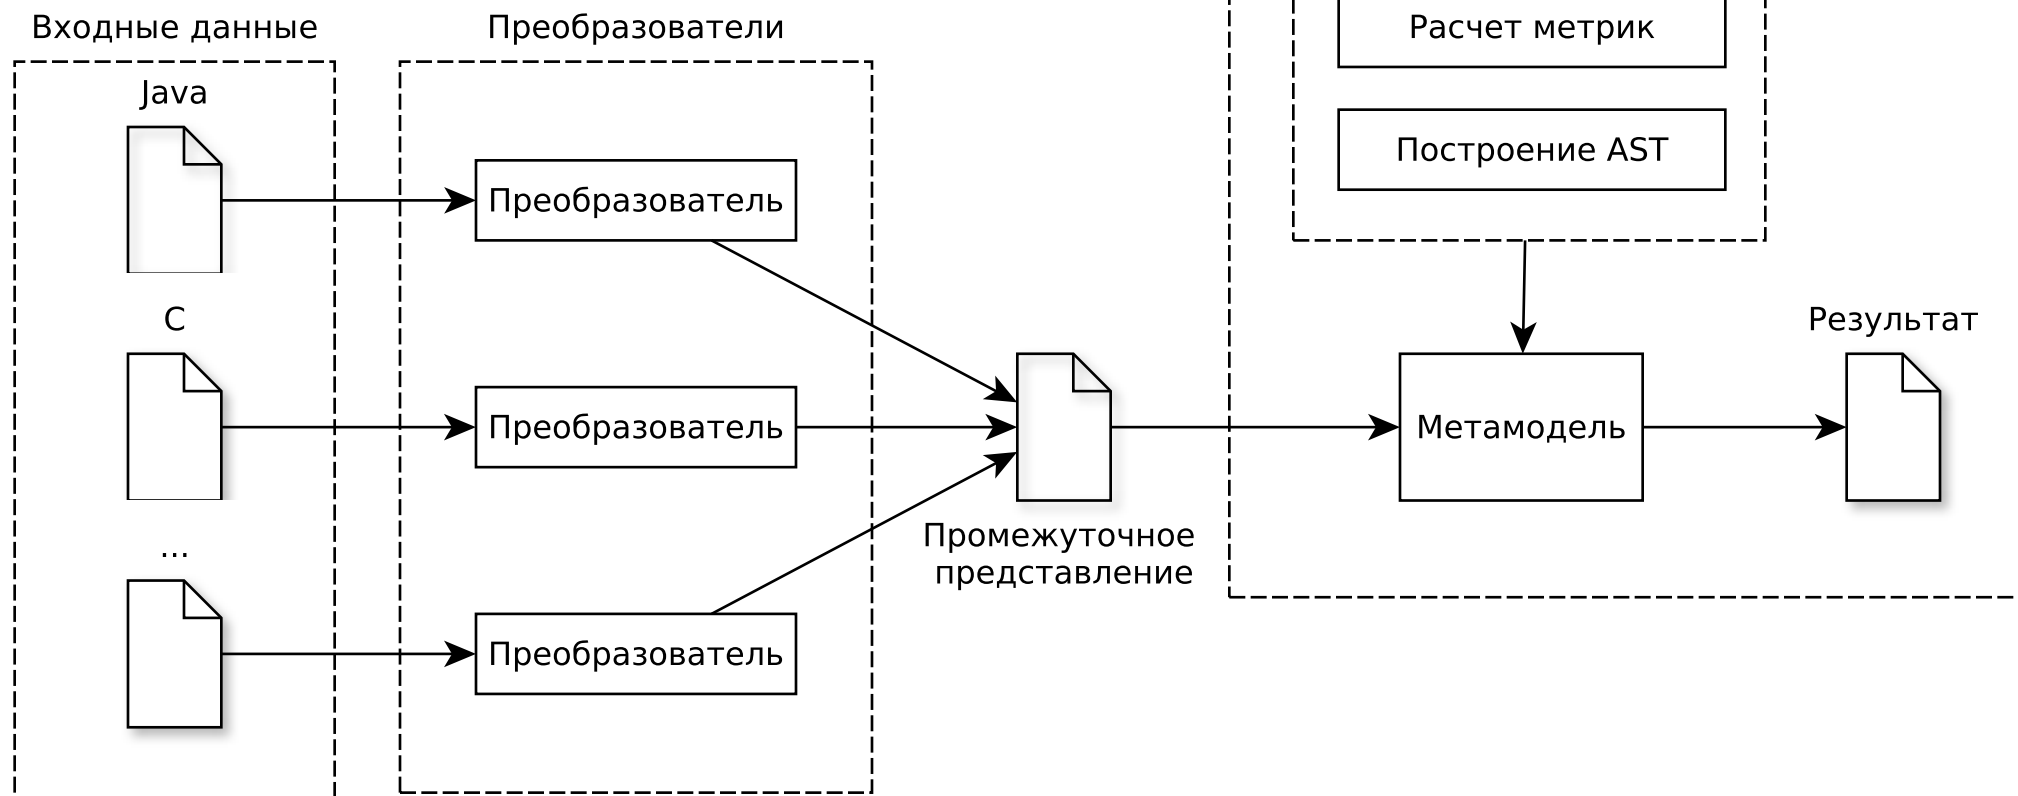 Входные данные
Преобразователи
Расчет метрик
Java
Построение AST
Преобразователь
C
Результат
Преобразователь
Метамодель
Промежуточное
представление
...
Преобразователь